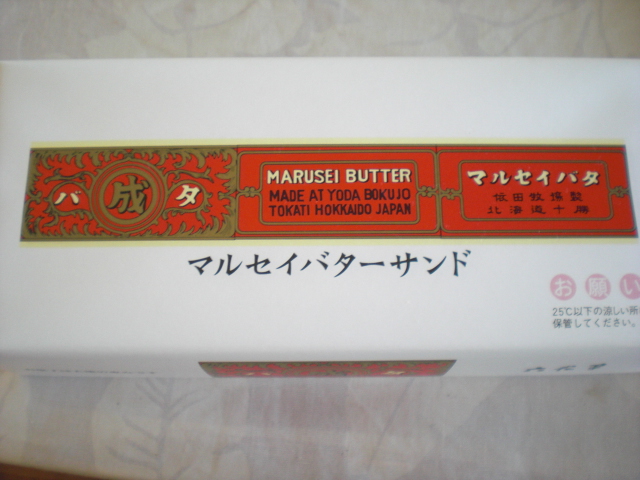 バ 成 タ
MARUSEI BUTTER
MADE AT YODA BOKUJO
TOKATI HOKKAIDO JAPAN
マルセイバタ
依田牧場製
北海道十勝
マルセイバターサンド
お願い
25℃以下の涼しい所
保管してください。
バ 成 タ